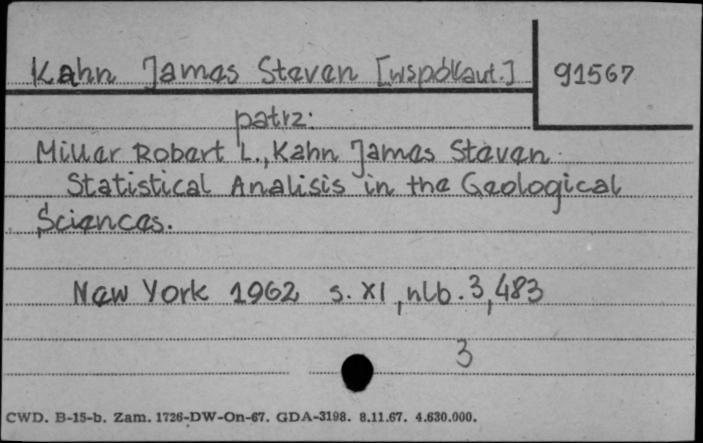 Kahn James Steven [współaut.] 91567
patrz:
Miller Robert L., Kahn James Steven
Statistical Analisis in the Geological
Sciences.
New York 1962 s. XI, nlb. 3, 483
3
CWD. B-15-b. Zam. 1726-DW-On-67. GDA-3198. 8.11.67. 4.630.000.